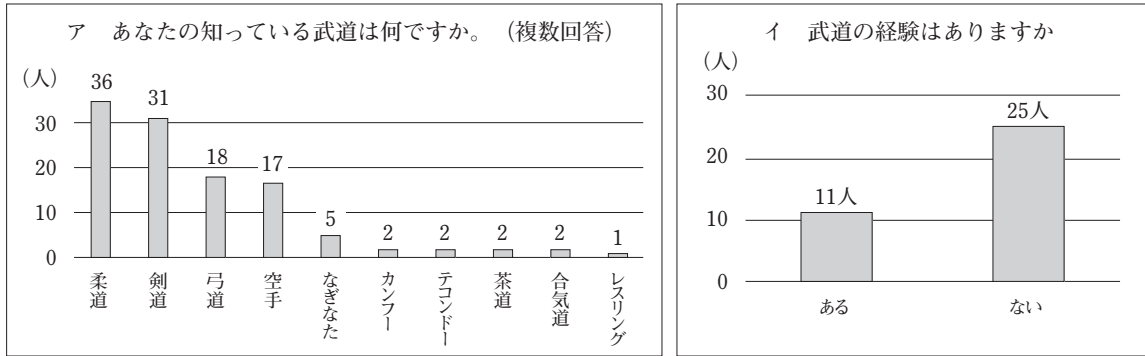 ア　あなたの知っている武道は何ですか。（複数回答）
（人）
36
31
18
17
5
2
2
2
2
1
30
20
10
0
柔道
剣道
弓道
空手
なぎなた
カンフー
テコンドー
茶道
合気道
レスリング
イ　武道の経験はありますか
（人）
30
20
10
0
11人
25人
ある
ない